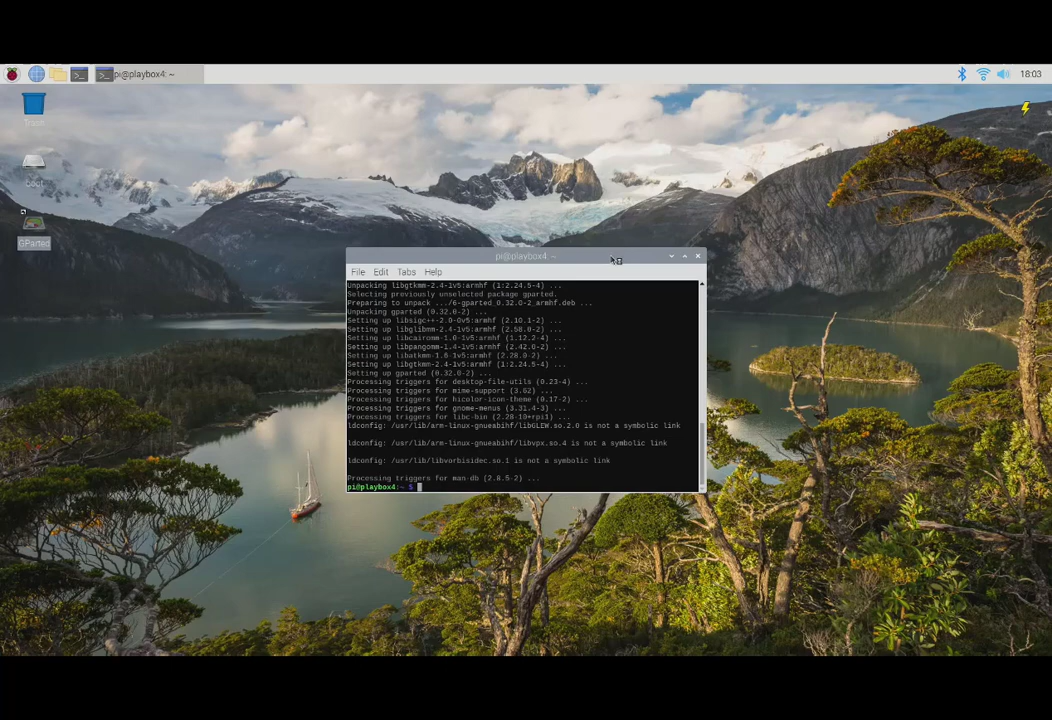 pi@playbox4: ~
18:03
Trash
boot
GParted
pi@playbox4: ~
File Edit Tabs Help
Unpacking libgtkmm-2.4-1v5:armhf (1:2.24.5-4) ...
Selecting previously unselected package gparted.
Preparing to unpack .../6-gparted_0.32.0-2_armhf.deb ...
Unpacking gparted (0.32.0-2) ...
Setting up libsigc++-2.0-0v5:armhf (2.10.1-2) ...
Setting up libglibmm-2.4-1v5:armhf (2.58.0-2) ...
Setting up libcairomm-1.0-1v5:armhf (1.12.2-4) ...
Setting up libpangomm-1.4-1v5:armhf (2.42.0-2) ...
Setting up libatkmm-1.6-1v5:armhf (2.28.0-2) ...
Setting up libgtkmm-2.4-1v5:armhf (1:2.24.5-4) ...
Setting up gparted (0.32.0-2) ...
Processing triggers for desktop-file-utils (0.23-4) ...
Processing triggers for mime-support (3.62) ...
Processing triggers for hicolor-icon-theme (0.17-2) ...
Processing triggers for gnome-menus (3.31.4-3) ...
Processing triggers for libc-bin (2.28-10+rpi1) ...
ldconfig: /usr/lib/arm-linux-gnueabihf/libGLEW.so.2.0 is not a symbolic link
ldconfig: /usr/lib/arm-linux-gnueabihf/libvpx.so.4 is not a symbolic link
ldconfig: /usr/lib/libvorbisidec.so.1 is not a symbolic link
Processing triggers for man-db (2.8.5-2) ...
pi@playbox4:~ $